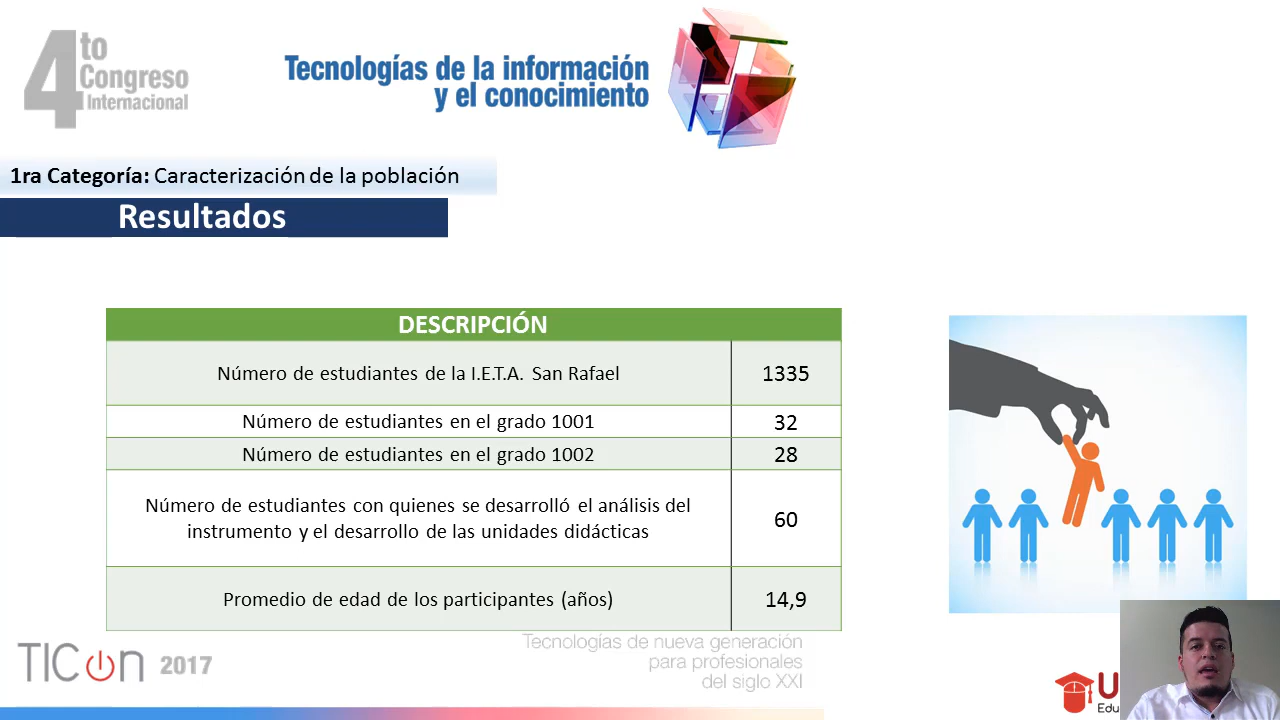 4to
Congreso
Internacional
Tecnologías de la información
y el conocimiento
1ra Categoría: Caracterización de la población
Resultados
DESCRIPCIÓN
Número de estudiantes de la I.E.T.A. San Rafael 1335
Número de estudiantes en el grado 1001 32
Número de estudiantes en el grado 1002 28
Número de estudiantes con quienes se desarrolló el análisis del
instrumento y el desarrollo de las unidades didácticas 60
Promedio de edad de los participantes (años) 14,9
Tecnologías de nueva generación
para profesionales
del siglo XXI
TICon 2017